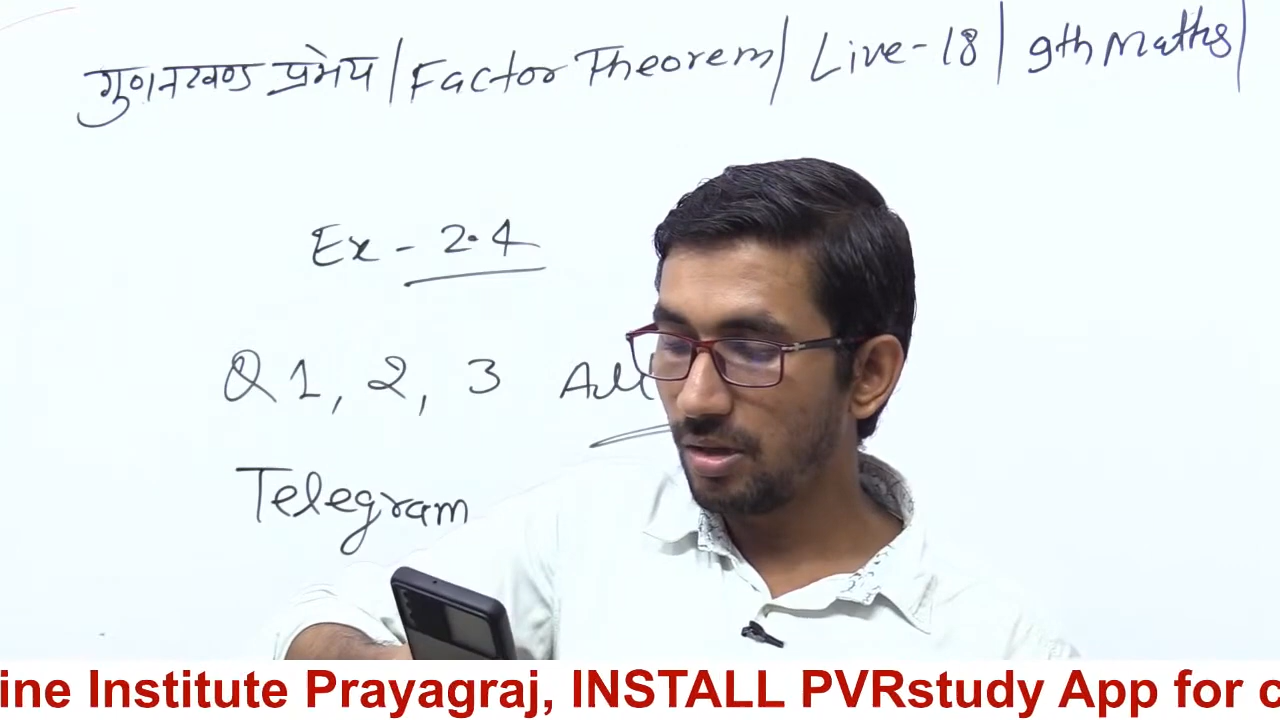 गुणनखण्ड प्रमेय | Factor Theorem | Live-18 | 9th Maths |
Ex - 2.4
Q 1, 2, 3 All
Telegram
ine Institute Prayagraj, INSTALL PVRstudy App for c